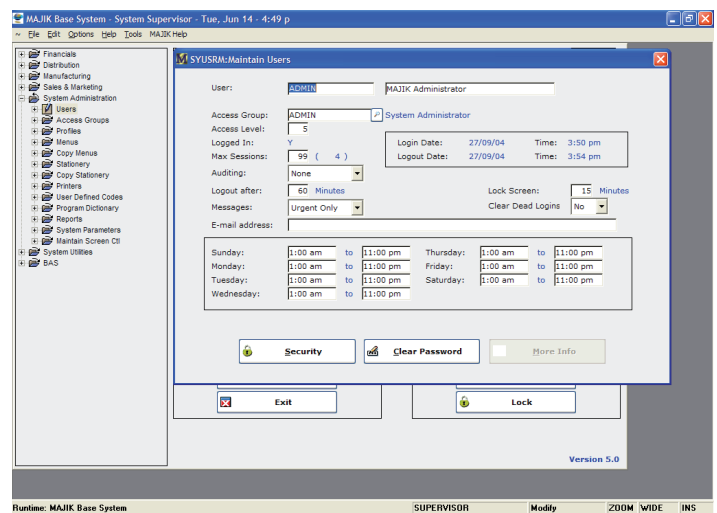 MAJIK Base System - System Supervisor - Tue, Jun 14 - 4:49 p
~ File Edit Options Help Tools MAJIK Help
Financials
Distribution
Manufacturing
Sales & Marketing
System Administration
Users
Access Groups
Profiles
Menus
Copy Menus
Stationery
Copy Stationery
Printers
User Defined Codes
Program Dictionary
Reports
System Parameters
Maintain Screen Ctl
System Utilities
BAS
SYUSRM:Maintain Users
User: ADMIN MAJIK Administrator
Access Group: ADMIN System Administrator
Access Level: 5
Logged In: Y Login Date: 27/09/04 Time: 3:50 pm
Max Sessions: 99 ( 4 ) Logout Date: 27/09/04 Time: 3:54 pm
Auditing: None
Logout after: 60 Minutes Lock Screen: 15 Minutes
Messages: Urgent Only Clear Dead Logins No
E-mail address:
Sunday: 1:00 am to 11:00 pm Thursday: 1:00 am to 11:00 pm
Monday: 1:00 am to 11:00 pm Friday: 1:00 am to 11:00 pm
Tuesday: 1:00 am to 11:00 pm Saturday: 1:00 am to 11:00 pm
Wednesday: 1:00 am to 11:00 pm
Security Clear Password More Info
Exit Lock
Version 5.0
Runtime: MAJIK Base System SUPERVISOR Modify ZOOM WIDE INS